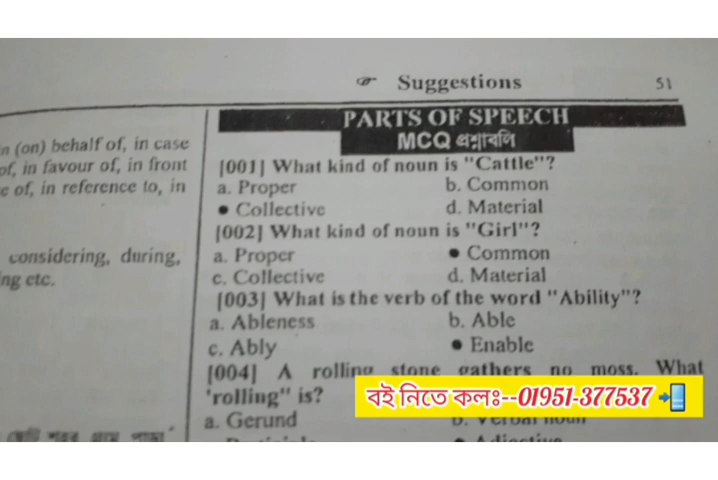 ☞ Suggestions 51
(on) behalf of, in case
of, in favour of, in front
of, in reference to, in
considering, during,
etc.
PARTS OF SPEECH
MCQ প্রশ্নাবলি
[001] What kind of noun is "Cattle"?
a. Proper b. Common
● Collective d. Material
[002] What kind of noun is "Girl"?
a. Proper ● Common
c. Collective d. Material
[003] What is the verb of the word "Ability"?
a. Ableness b. Able
c. Ably ● Enable
[004] A rolling stone gathers no moss. What
'rolling" is?
a. Gerund b. Verbal noun
● Adjective
বই নিতে কলঃ--01951-377537